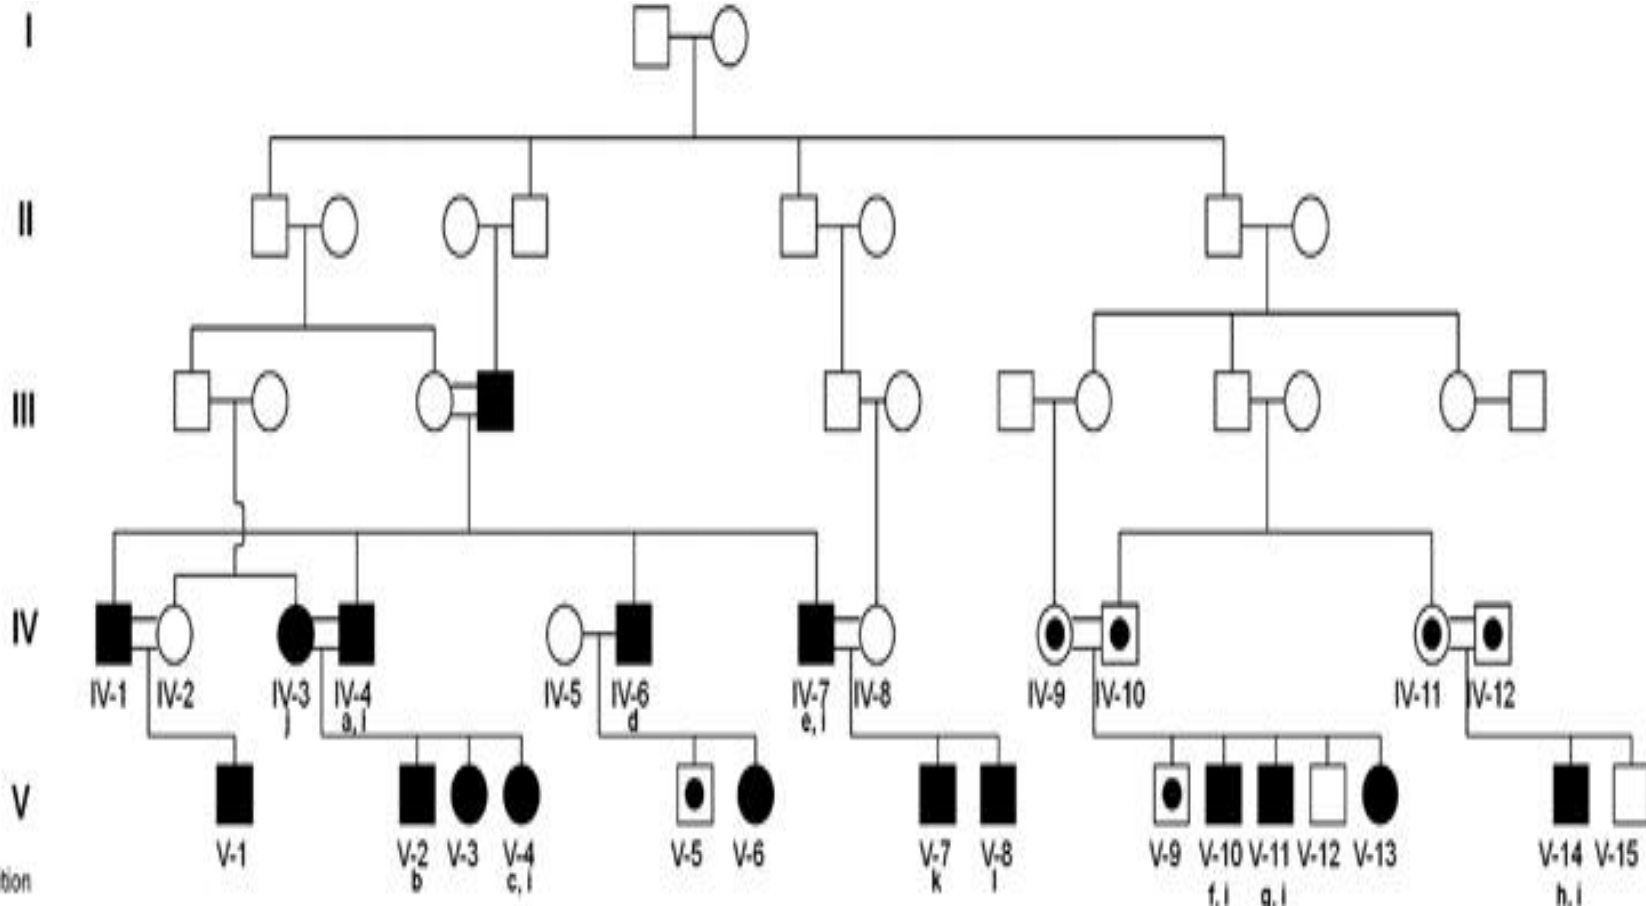 I
II
III
IV
IV-1 IV-2 IV-3 IV-4 IV-5 IV-6 IV-7 IV-8 IV-9 IV-10 IV-11 IV-12
j a, i d e, i
V
V-1 V-2 V-3 V-4 V-5 V-6 V-7 V-8 V-9 V-10 V-11 V-12 V-13 V-14 V-15
b c, i k l f, i g, i h, i